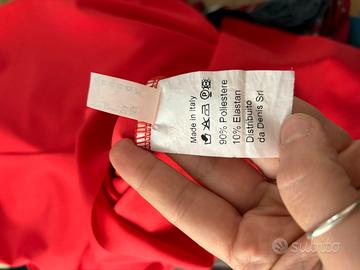 Made in Italy
90% Poliestere
10% Elastan
Distribuito
da Denis Srl
subito